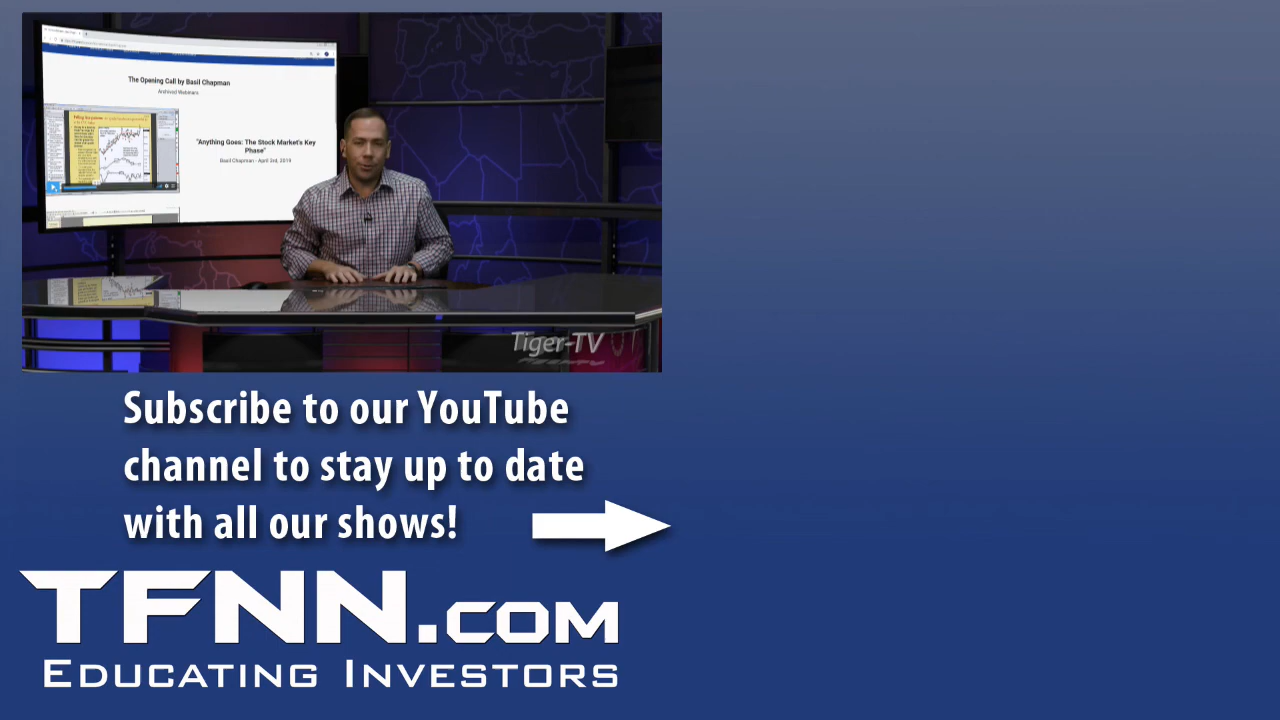 The Opening Call by Basil Chapman
Archived Webinars
"Anything Goes: The Stock Market's Key
Phase"
Basil Chapman - April 3rd, 2019
Tiger-TV
Subscribe to our YouTube
channel to stay up to date
with all our shows!
TFNN.COM
EDUCATING INVESTORS